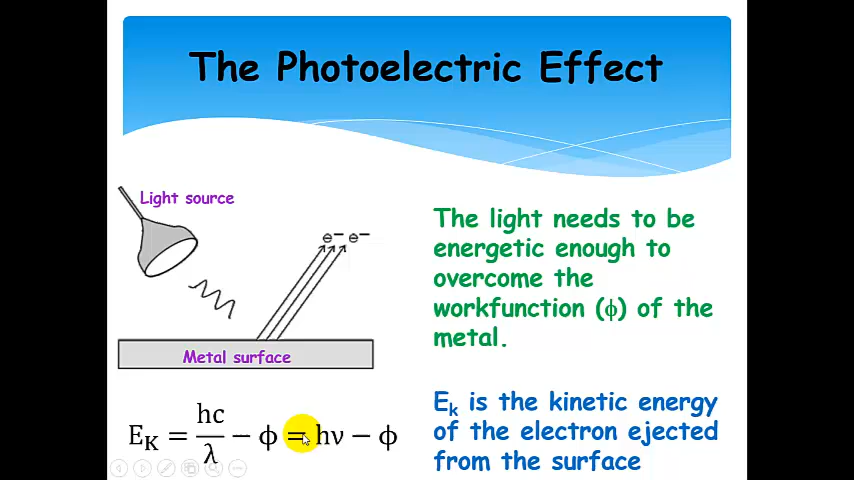 The Photoelectric Effect
Light source
e⁻ e⁻
Metal surface
E_K = hc/λ − ϕ = hν − ϕ
The light needs to be
energetic enough to
overcome the
workfunction (ϕ) of the
metal.
E_k is the kinetic energy
of the electron ejected
from the surface